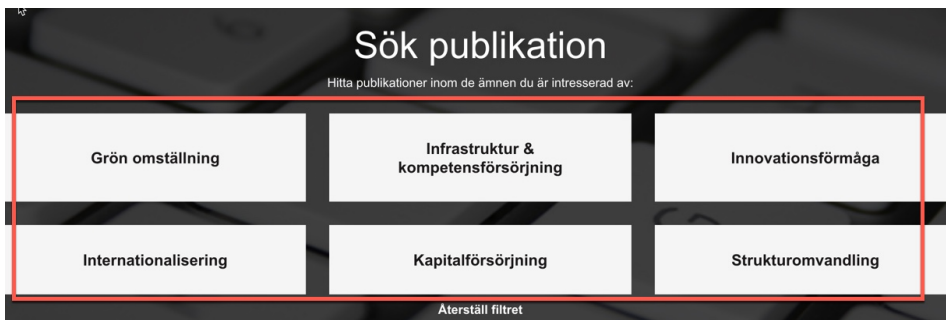 Sök publikation
Hitta publikationer inom de ämnen du är intresserad av:
Grön omställning
Infrastruktur &
kompetensförsörjning
Innovationsförmåga
Internationalisering
Kapitalförsörjning
Strukturomvandling
Återställ filtret